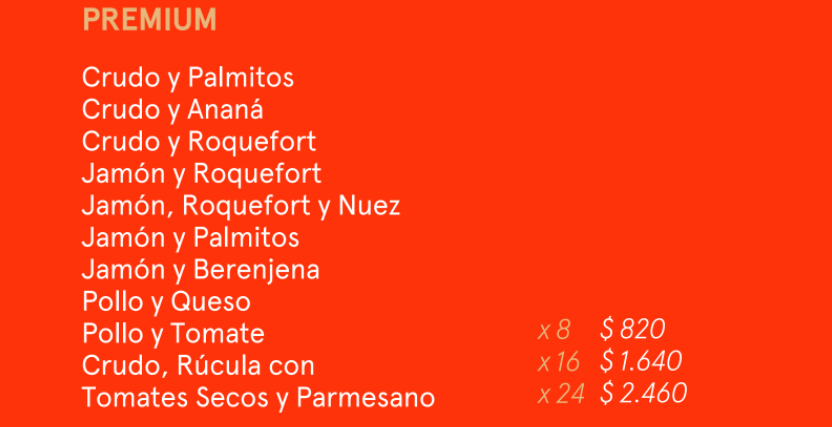 PREMIUM
Crudo y Palmitos
Crudo y Ananá
Crudo y Roquefort
Jamón y Roquefort
Jamón, Roquefort y Nuez
Jamón y Palmitos
Jamón y Berenjena
Pollo y Queso
Pollo y Tomate
Crudo, Rúcula con
Tomates Secos y Parmesano
x 8 $ 820
x 16 $ 1.640
x 24 $ 2.460